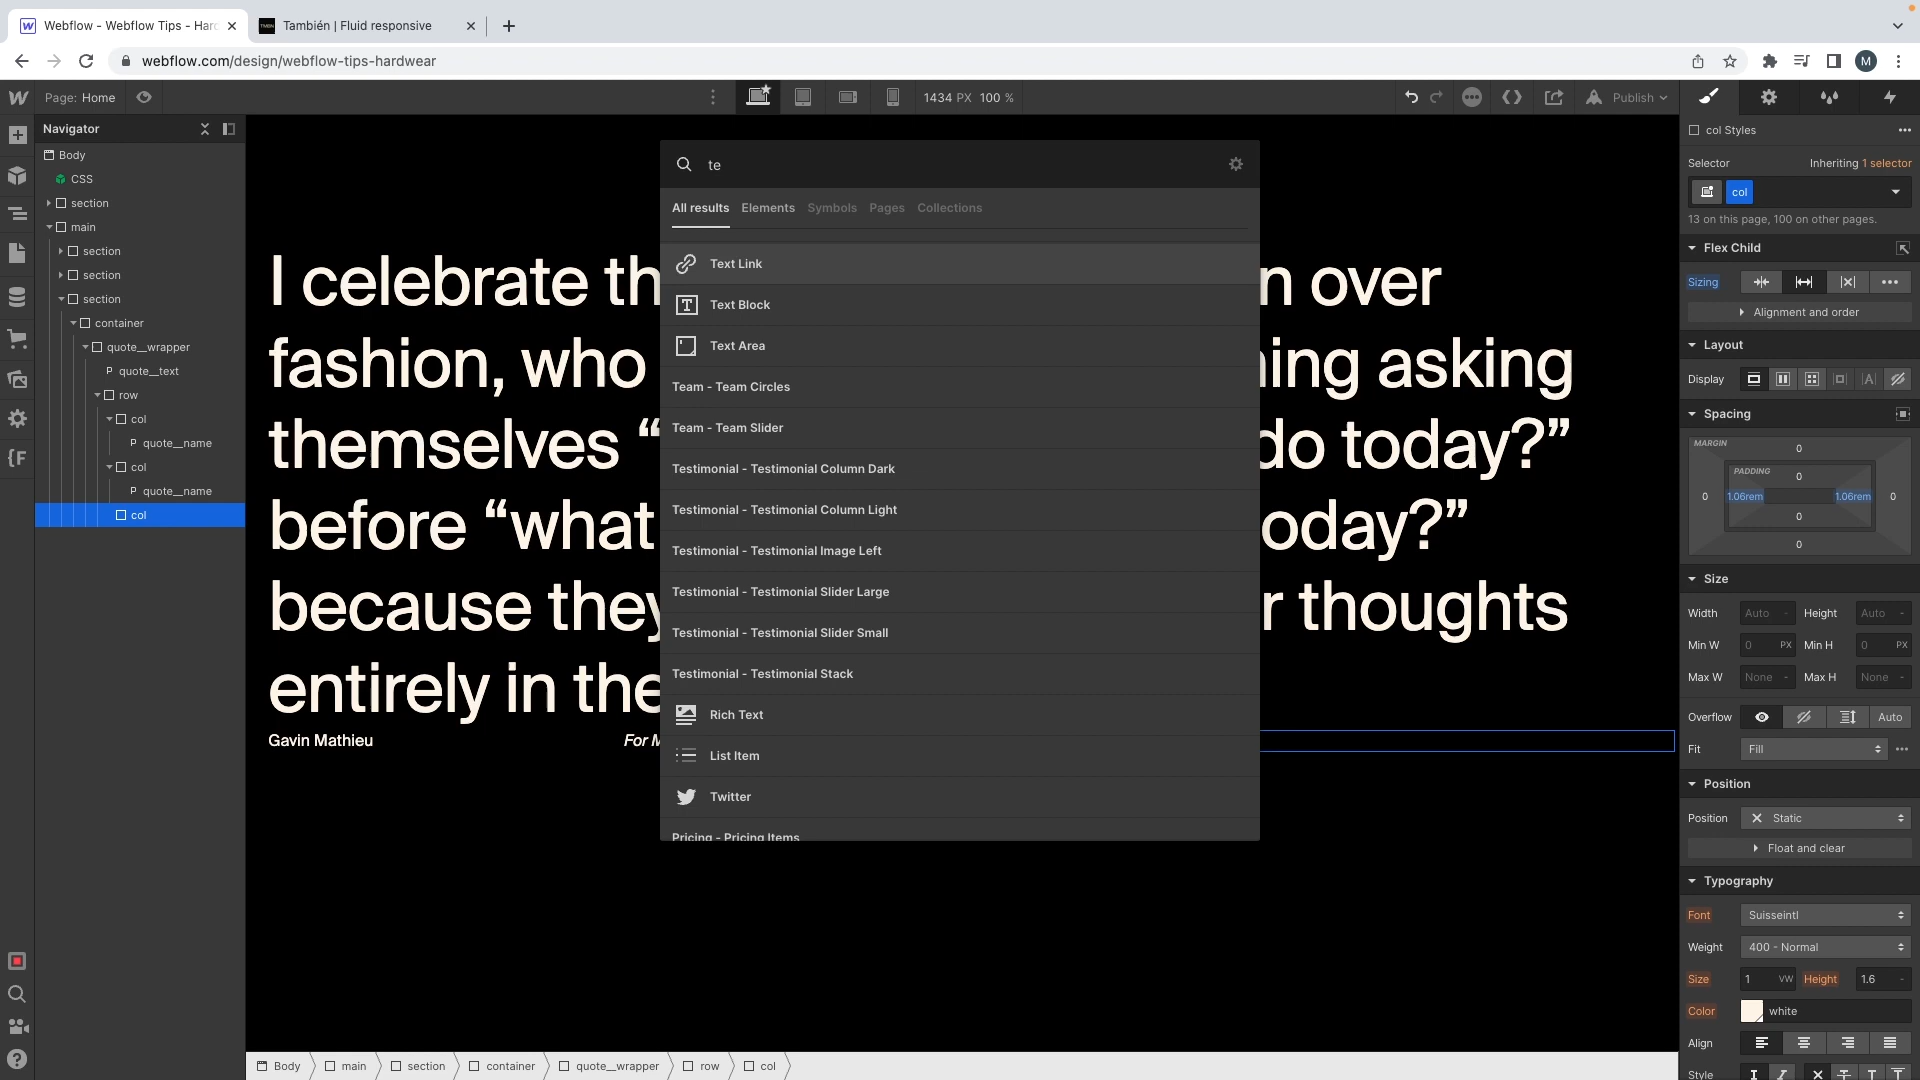 Webflow - Webflow Tips - Hard
También | Fluid responsive
webflow.com/design/webflow-tips-hardwear
M
Page: Home
1434 PX 100 %
Publish
Navigator
Body
CSS
section
main
section
section
section
container
quote__wrapper
quote__text
row
col
quote__name
col
quote__name
col
I celebrate th
n over
fashion, who
ing asking
themselves “
do today?”
before “what
oday?”
because they
r thoughts
entirely in the
Gavin Mathieu
For M
te
All results Elements Symbols Pages Collections
Text Link
Text Block
Text Area
Team - Team Circles
Team - Team Slider
Testimonial - Testimonial Column Dark
Testimonial - Testimonial Column Light
Testimonial - Testimonial Image Left
Testimonial - Testimonial Slider Large
Testimonial - Testimonial Slider Small
Testimonial - Testimonial Stack
Rich Text
List Item
Twitter
Pricing - Pricing Items
col Styles
Selector Inheriting 1 selector
col
13 on this page, 100 on other pages.
Flex Child
Sizing
Alignment and order
Layout
Display
Spacing
MARGIN
0
PADDING
0
0 1.06rem 1.06rem 0
0
0
Size
Width Auto - Height Auto -
Min W 0 PX Min H 0 PX
Max W None - Max H None -
Overflow Auto
Fit Fill
Position
Position Static
Float and clear
Typography
Font Suisseintl
Weight 400 - Normal
Size 1 VW Height 1.6 -
Color white
Align
Style
Body main section container quote__wrapper row col